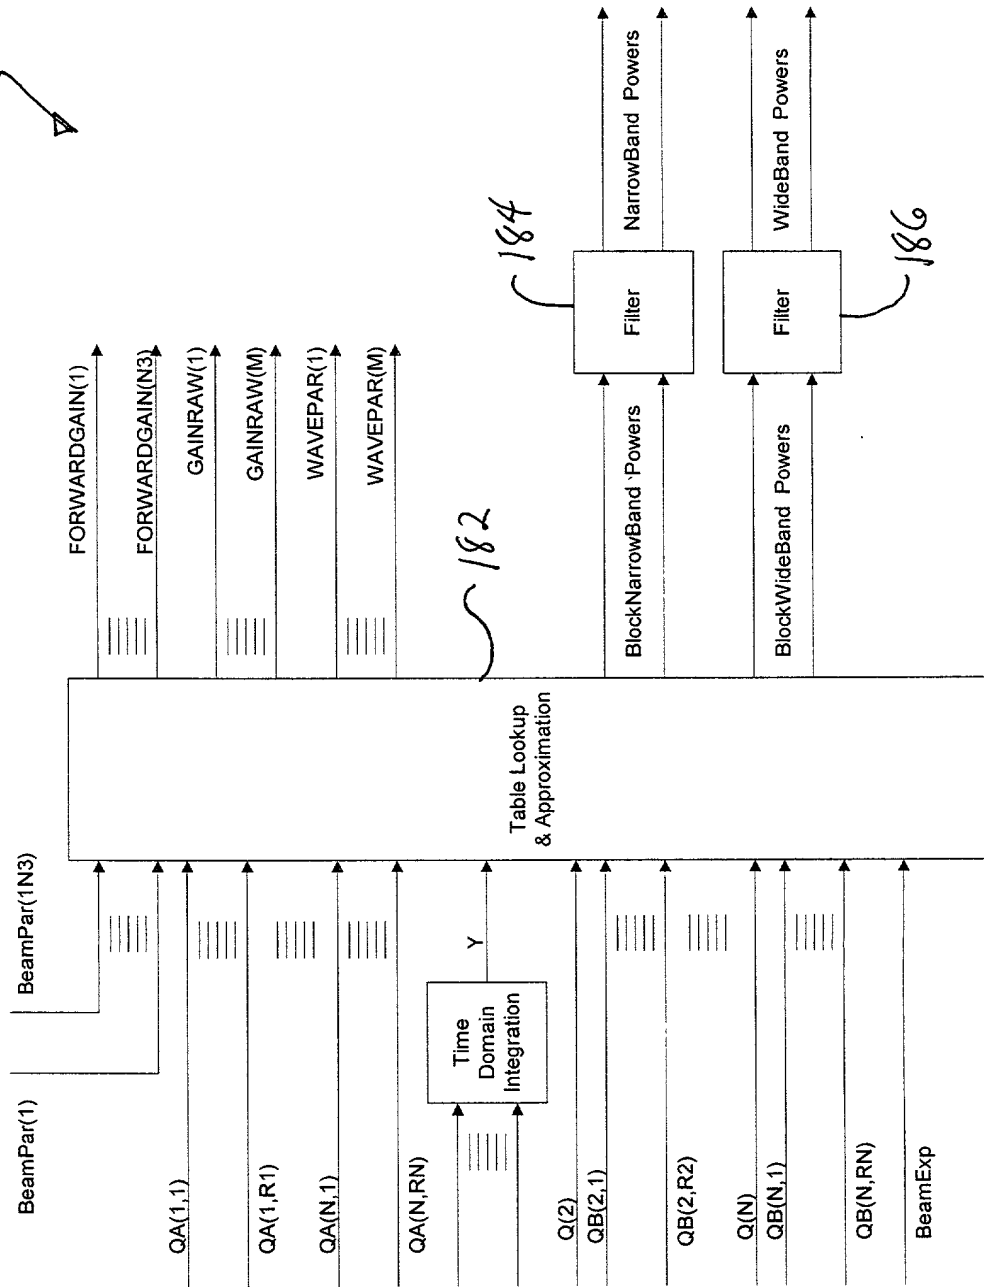 BeamPar(1)
BeamPar(1N3)
QA(1,1)
QA(1,R1)
QA(N,1)
QA(N,RN)
Time
Domain
Integration
Y
Q(2)
QB(2,1)
QB(2,R2)
Q(N)
QB(N,1)
QB(N,RN)
BeamExp
Table Lookup
& Approximation
182
FORWARDGAIN(1)
FORWARDGAIN(N3)
GAINRAW(1)
GAINRAW(M)
WAVEPAR(1)
WAVEPAR(M)
BlockNarrowBand Powers
Filter
184
NarrowBand Powers
BlockWideBand Powers
Filter
186
WideBand Powers